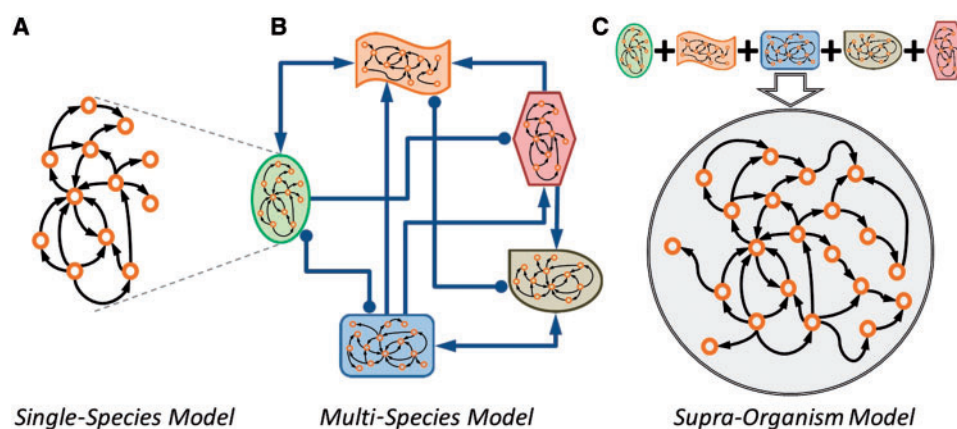 A
B
C
+ + + +
Single-Species Model
Multi-Species Model
Supra-Organism Model